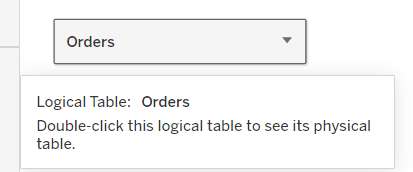 Orders
Logical Table: Orders
Double-click this logical table to see its physical
table.